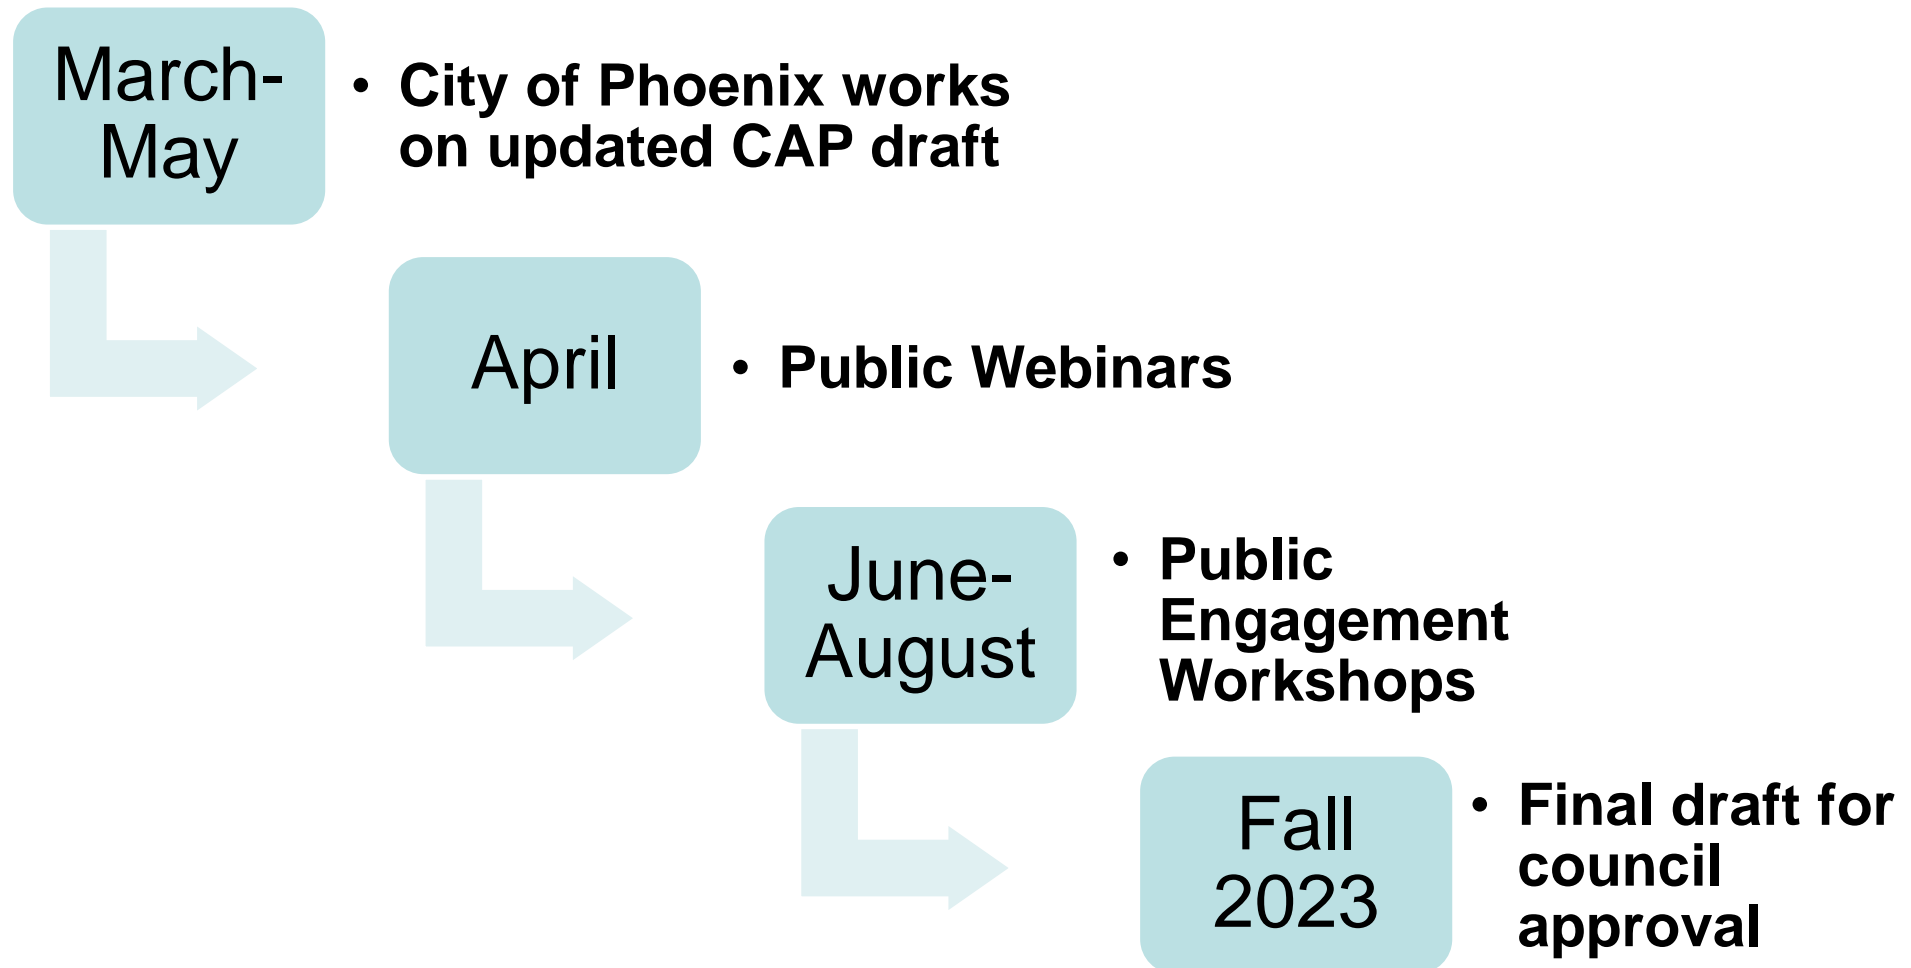 March-
May
• City of Phoenix works
on updated CAP draft
April
• Public Webinars
June-
August
• Public
Engagement
Workshops
Fall
2023
• Final draft for
council
approval